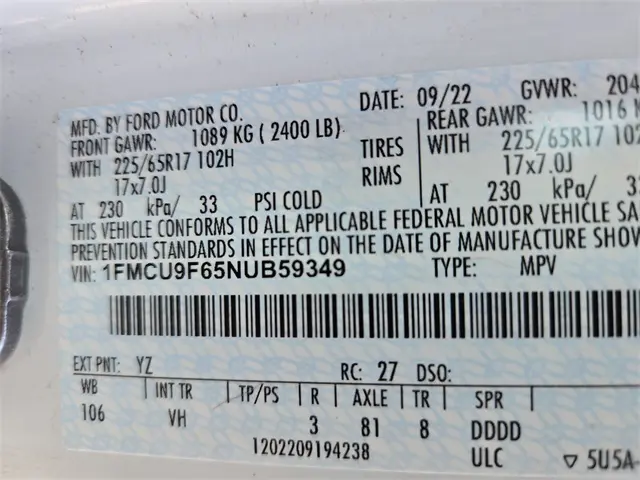 DATE: 09/22 GVWR: 204
MFD. BY FORD MOTOR CO. REAR GAWR: 1016 K
FRONT GAWR: 1089 KG ( 2400 LB) WITH 225/65R17 102
WITH 225/65R17 102H TIRES 17x7.0J
17x7.0J RIMS AT 230 kPa/ 33
AT 230 kPa/ 33 PSI COLD
THIS VEHICLE CONFORMS TO ALL APPLICABLE FEDERAL MOTOR VEHICLE SA
PREVENTION STANDARDS IN EFFECT ON THE DATE OF MANUFACTURE SHOW
VIN: 1FMCU9F65NUB59349 TYPE: MPV
EXT PNT: YZ RC: 27 DSO:
WB | INT TR | TP/PS | R | AXLE | TR | SPR
106 VH 3 81 8 DDDD
1202209194238 ULC ▽ 5U5A-